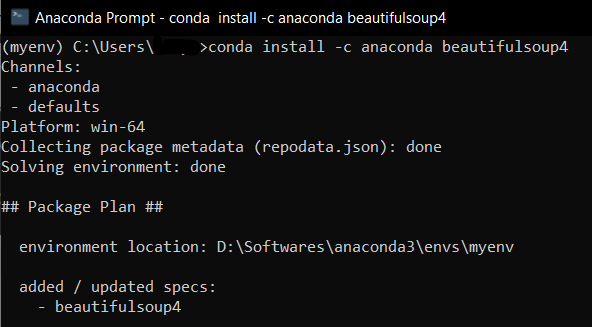 Anaconda Prompt - conda  install -c anaconda beautifulsoup4
(myenv) C:\Users\ >conda install -c anaconda beautifulsoup4
Channels:
 - anaconda
 - defaults
Platform: win-64
Collecting package metadata (repodata.json): done
Solving environment: done
## Package Plan ##
  environment location: D:\Softwares\anaconda3\envs\myenv
  added / updated specs:
    - beautifulsoup4